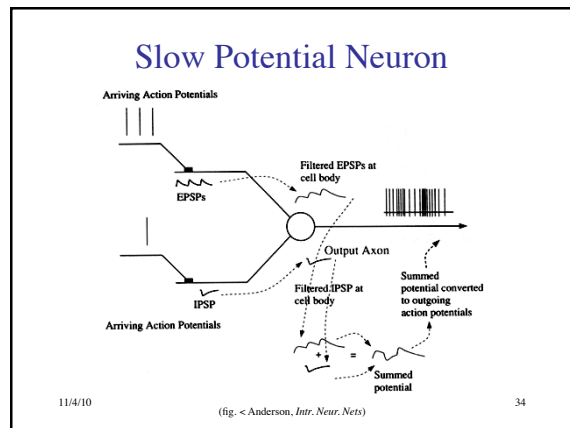 Slow Potential Neuron
Arriving Action Potentials
EPSPs
Filtered EPSPs at
cell body
Output Axon
IPSP
Filtered IPSP at
cell body
Arriving Action Potentials
Summed
potential converted
to outgoing
action potentials
+
=
Summed
potential
11/4/10
(fig. < Anderson, Intr. Neur. Nets)
34